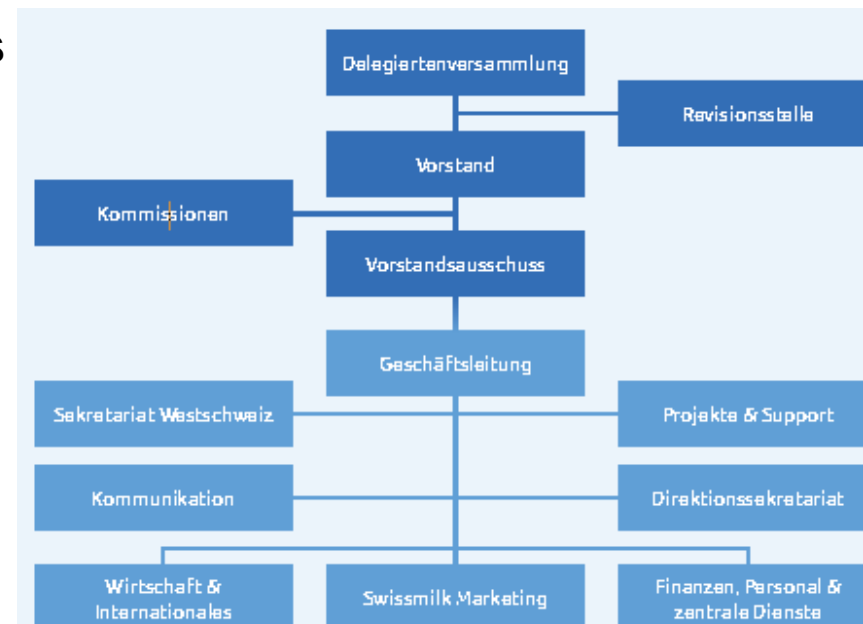 s
Delegiertenversammlung
Revisionsstelle
Vorstand
Kommissionen
Vorstandsausschuss
Geschäftsleitung
Sekretariat Westschweiz
Projekte & Support
Kommunikation
Direktionssekretariat
Wirtschaft &
Internationales
Swissmilk Marketing
Finanzen, Personal &
zentrale Dienste